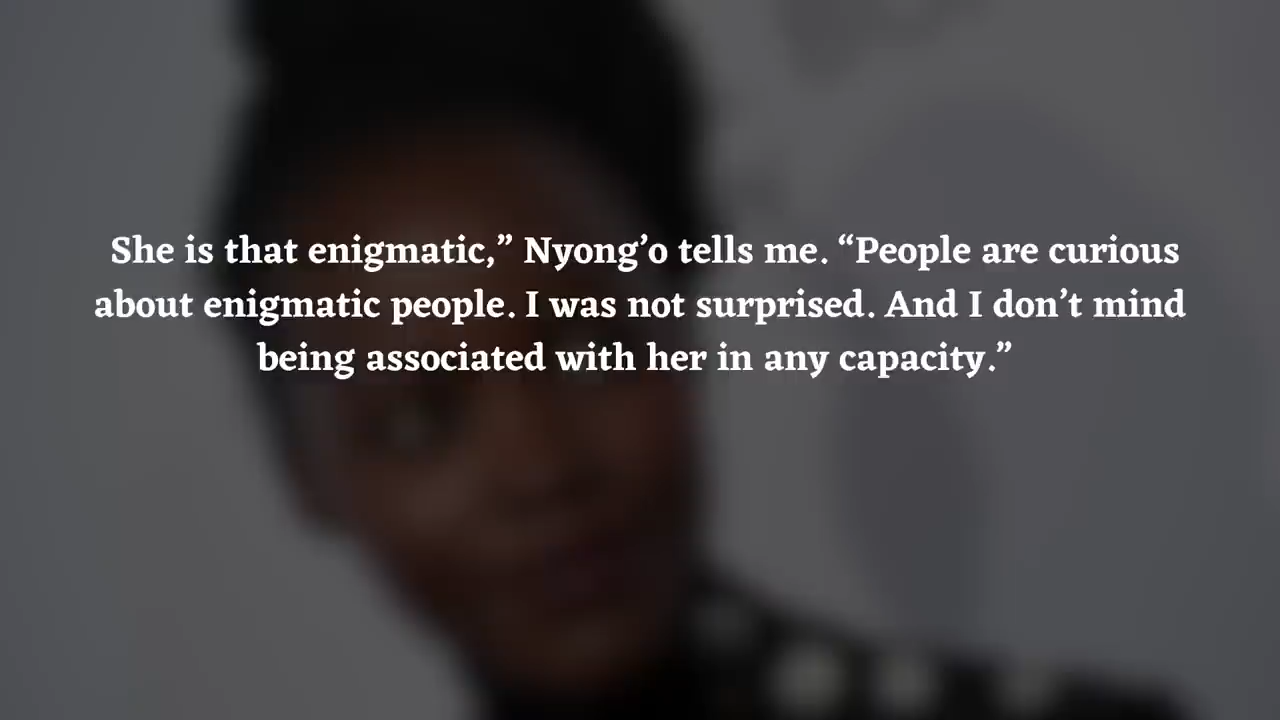 She is that enigmatic,” Nyong’o tells me. “People are curious
about enigmatic people. I was not surprised. And I don’t mind
being associated with her in any capacity.”